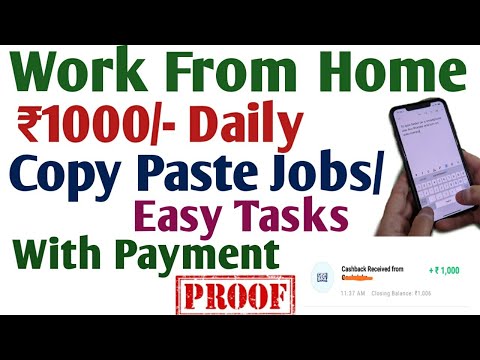 Work From Home
₹1000/- Daily
Copy Paste Jobs/
Easy Tasks
With Payment
PROOF
Cashback Received from
+ ₹ 1,000
11:27 AM Closing Balance: ₹1,006